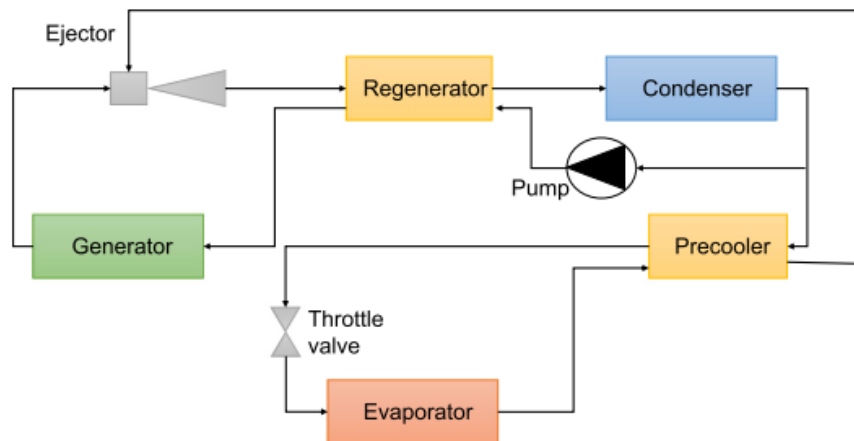 Ejector
Regenerator
Condenser
Pump
Generator
Precooler
Throttle
valve
Evaporator